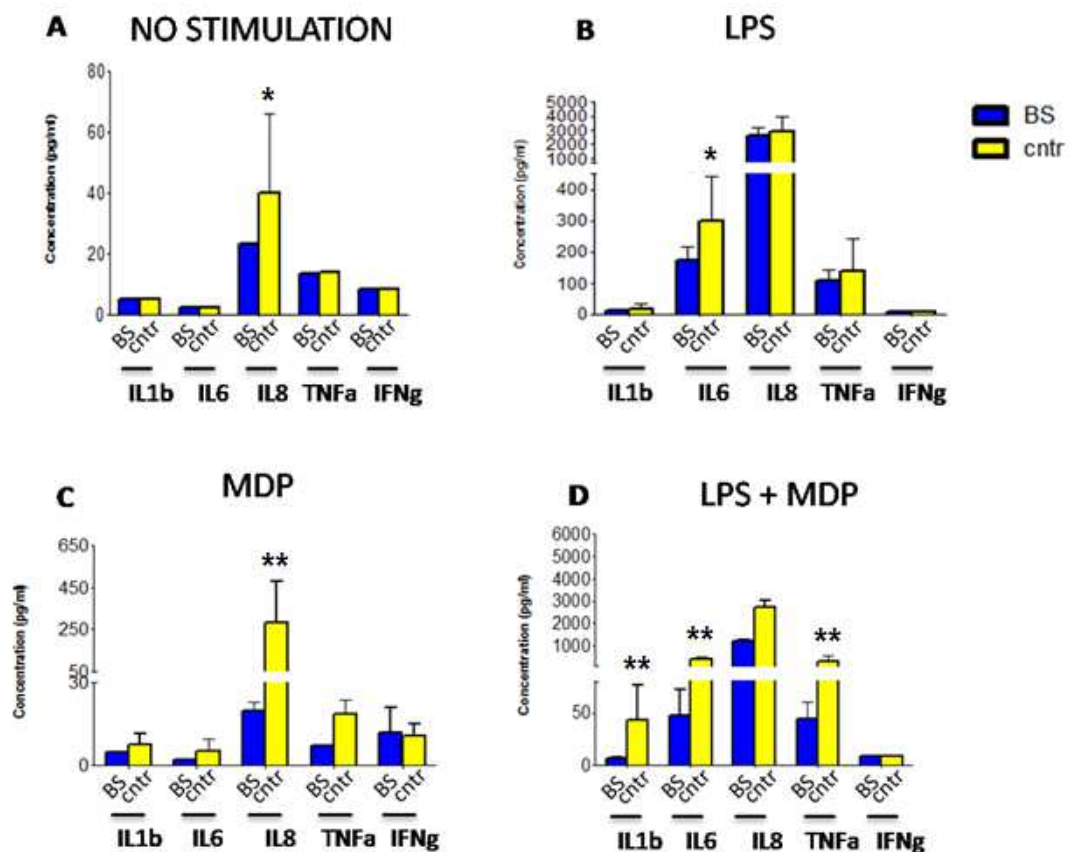 A NO STIMULATION
80
60
40
20
0
Concentration (pg/ml)
*
BS cntr BS cntr BS cntr BS cntr BS cntr
IL1b IL6 IL8 TNFa IFNg
B LPS
5000
4000
3000
2000
1000
400
300
200
100
0
Concentration (pg/ml)
*
BS cntr BS cntr BS cntr BS cntr BS cntr
IL1b IL6 IL8 TNFa IFNg
BS
cntr
C MDP
650
450
250
50
30
0
Concentration (pg/ml)
**
BS cntr BS cntr BS cntr BS cntr BS cntr
IL1b IL6 IL8 TNFa IFNg
D LPS + MDP
6000
5000
4000
3000
2000
1000
50
0
Concentration (pg/ml)
** ** **
BS cntr BS cntr BS cntr BS cntr BS cntr
IL1b IL6 IL8 TNFa IFNg